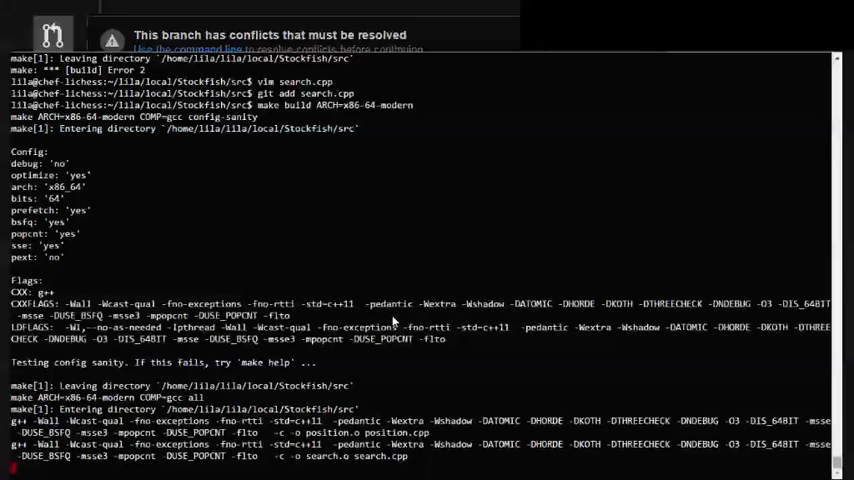 This branch has conflicts that must be resolved
Use the command line to resolve conflicts before continuing.
make[1]: Leaving directory `/home/lila/lila/local/Stockfish/src'
make: *** [build] Error 2
lila@chef-lichess:~/lila/local/Stockfish/src$ vim search.cpp
lila@chef-lichess:~/lila/local/Stockfish/src$ git add search.cpp
lila@chef-lichess:~/lila/local/Stockfish/src$ make build ARCH=x86-64-modern
make ARCH=x86-64-modern COMP=gcc config-sanity
make[1]: Entering directory `/home/lila/lila/local/Stockfish/src'
Config:
debug: 'no'
optimize: 'yes'
arch: 'x86_64'
bits: '64'
prefetch: 'yes'
bsfq: 'yes'
popcnt: 'yes'
sse: 'yes'
pext: 'no'
Flags:
CXX: g++
CXXFLAGS: -Wall -Wcast-qual -fno-exceptions -fno-rtti -std=c++11  -pedantic -Wextra -Wshadow -DATOMIC -DHORDE -DKOTH -DTHREECHECK -DNDEBUG -O3 -DIS_64BIT
-msse -DUSE_BSFQ -msse3 -mpopcnt -DUSE_POPCNT -flto
LDFLAGS: -Wl,--no-as-needed -lpthread -Wall -Wcast-qual -fno-exceptions -fno-rtti -std=c++11  -pedantic -Wextra -Wshadow -DATOMIC -DHORDE -DKOTH -DTHREE
CHECK -DNDEBUG -O3 -DIS_64BIT -msse -DUSE_BSFQ -msse3 -mpopcnt -DUSE_POPCNT -flto
Testing config sanity. If this fails, try 'make help' ...
make[1]: Leaving directory `/home/lila/lila/local/Stockfish/src'
make ARCH=x86-64-modern COMP=gcc all
make[1]: Entering directory `/home/lila/lila/local/Stockfish/src'
g++ -Wall -Wcast-qual -fno-exceptions -fno-rtti -std=c++11  -pedantic -Wextra -Wshadow -DATOMIC -DHORDE -DKOTH -DTHREECHECK -DNDEBUG -O3 -DIS_64BIT -msse
-DUSE_BSFQ -msse3 -mpopcnt -DUSE_POPCNT -flto   -c -o position.o position.cpp
g++ -Wall -Wcast-qual -fno-exceptions -fno-rtti -std=c++11  -pedantic -Wextra -Wshadow -DATOMIC -DHORDE -DKOTH -DTHREECHECK -DNDEBUG -O3 -DIS_64BIT -msse
-DUSE_BSFQ -msse3 -mpopcnt -DUSE_POPCNT -flto   -c -o search.o search.cpp